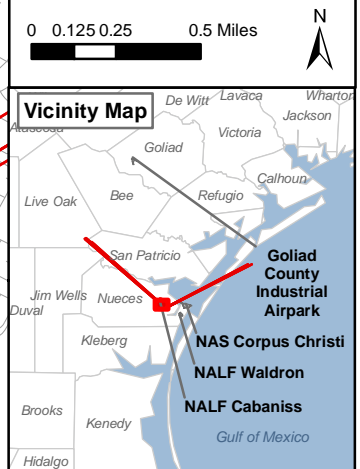 0 0.125 0.25 0.5 Miles
N
Vicinity Map
De Witt
Lavaca
Wharton
Jackson
Atascosa
Goliad
Victoria
Calhoun
Bee
Refugio
Live Oak
San Patricio
Goliad
County
Industrial
Airpark
Jim Wells
Nueces
Duval
NAS Corpus Christi
Kleberg
NALF Waldron
NALF Cabaniss
Brooks
Kenedy
Gulf of Mexico
Hidalgo